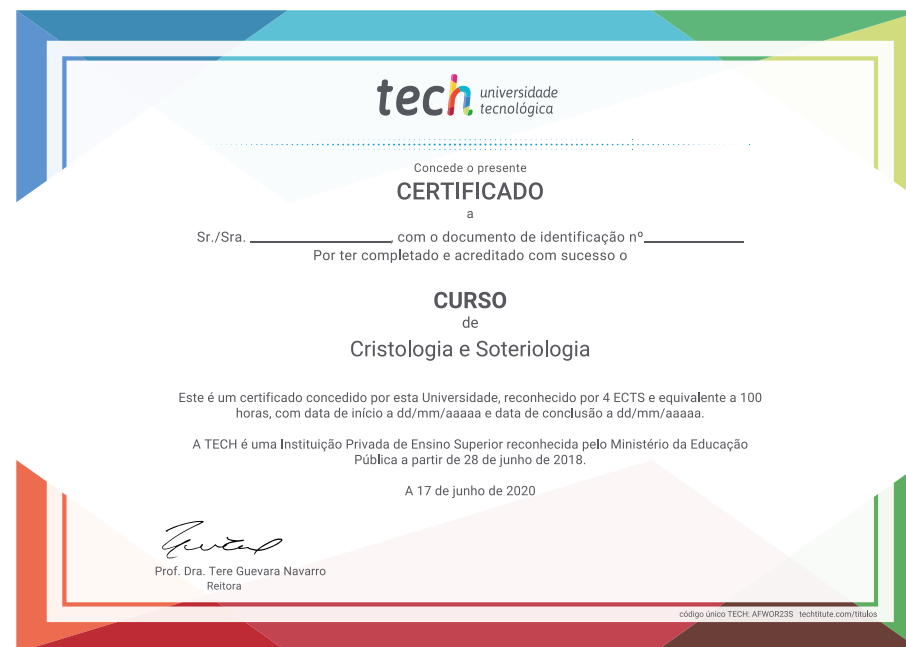 tech universidade
tecnológica
Concede o presente
CERTIFICADO
a
Sr./Sra. ____________, com o documento de identificação nº____________
Por ter completado e acreditado com sucesso o
CURSO
de
Cristologia e Soteriologia
Este é um certificado concedido por esta Universidade, reconhecido por 4 ECTS e equivalente a 100
horas, com data de início a dd/mm/aaaaa e data de conclusão a dd/mm/aaaaa.
A TECH é uma Instituição Privada de Ensino Superior reconhecida pelo Ministério da Educação
Pública a partir de 28 de junho de 2018.
A 17 de junho de 2020
Prof. Dra. Tere Guevara Navarro
Reitora
código único TECH: AFWOR23S techtitute.com/titulos